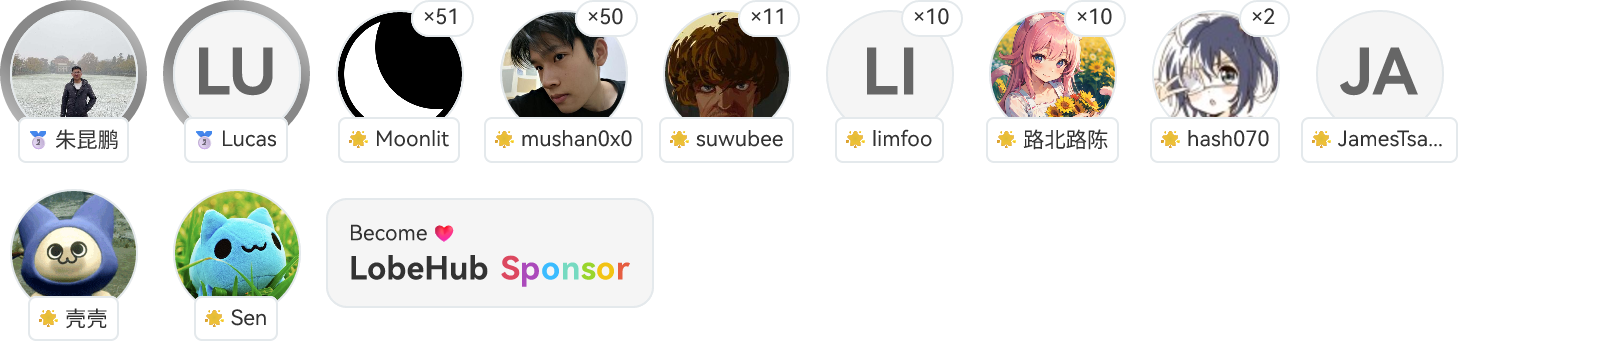 LU
×51
×50
×11
LI
×10
×10
×2
JA
朱昆鹏
Lucas
Moonlit
mushan0x0
suwubee
limfoo
路北路陈
hash070
JamesTsa...
壳壳
Sen
Become
LobeHub Sponsor